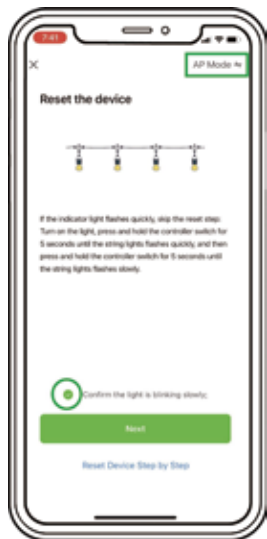 7:41
AP Mode ⇋
Reset the device
If the indicator light flashes quickly, skip the reset step:
Turn on the light, press and hold the controller switch for
5 seconds until the string lights flashes quickly, and then
press and hold the controller switch for 5 seconds until
the string lights flashes slowly.
Confirm the light is blinking slowly;
Next
Reset Device Step by Step